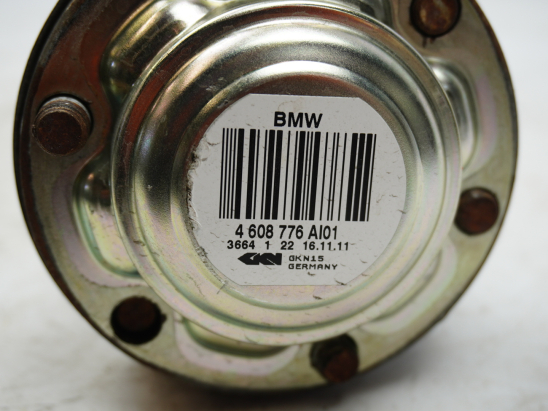 BMW
4 608 776 AI01
3664 1 22 16.11.11
GKN GKN15
GERMANY